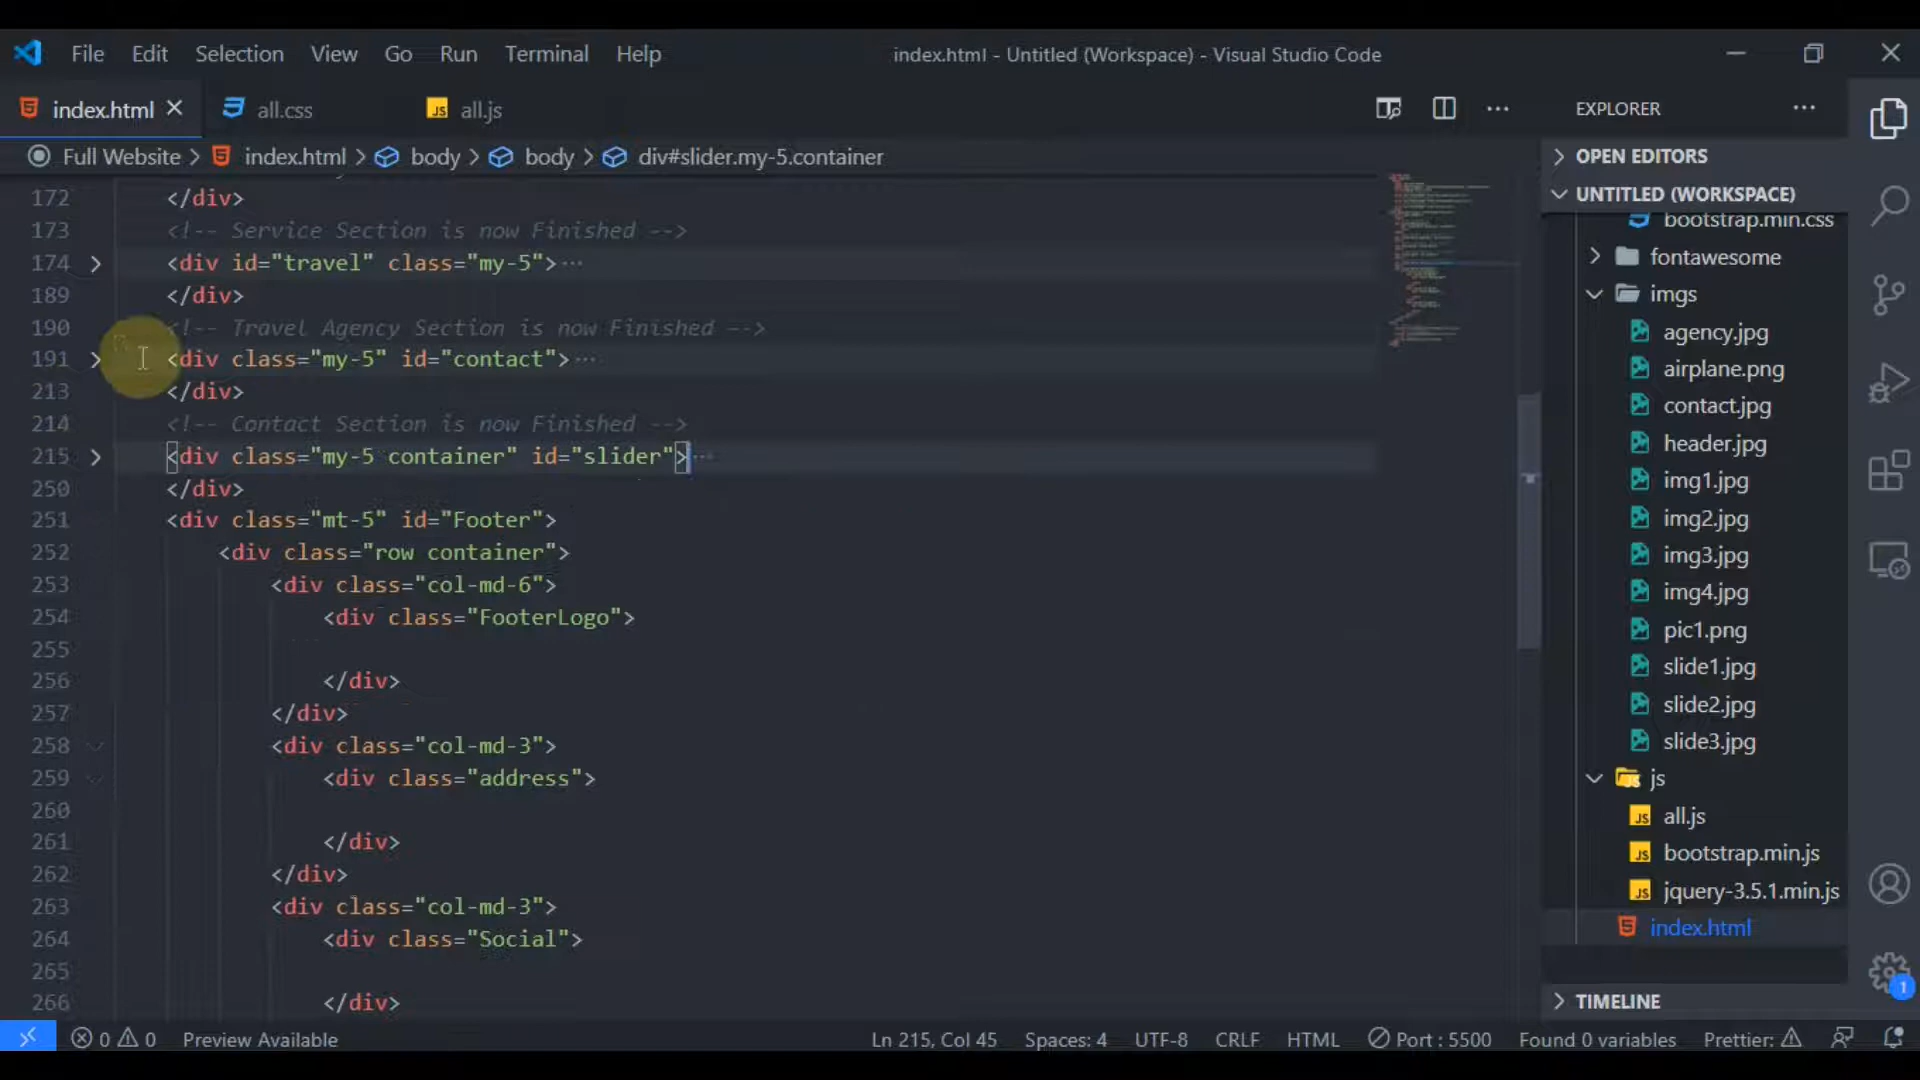 File Edit Selection View Go Run Terminal Help index.html - Untitled (Workspace) - Visual Studio Code
index.html all.css all.js
Full Website > index.html > body > body > div#slider.my-5.container
172 </div>
173 <!-- Service Section is now Finished -->
174 <div id="travel" class="my-5">···
189 </div>
190 <!-- Travel Agency Section is now Finished -->
191 <div class="my-5" id="contact">···
213 </div>
214 <!-- Contact Section is now Finished -->
215 <div class="my-5 container" id="slider">···
250 </div>
251 <div class="mt-5" id="Footer">
252 <div class="row container">
253 <div class="col-md-6">
254 <div class="FooterLogo">
255
256 </div>
257 </div>
258 <div class="col-md-3">
259 <div class="address">
260
261 </div>
262 </div>
263 <div class="col-md-3">
264 <div class="Social">
265
266 </div>
EXPLORER
OPEN EDITORS
UNTITLED (WORKSPACE)
bootstrap.min.css
fontawesome
imgs
agency.jpg
airplane.png
contact.jpg
header.jpg
img1.jpg
img2.jpg
img3.jpg
img4.jpg
pic1.png
slide1.jpg
slide2.jpg
slide3.jpg
js
JS all.js
JS bootstrap.min.js
JS jquery-3.5.1.min.js
index.html
TIMELINE
1
0 0 Preview Available Ln 215, Col 45 Spaces: 4 UTF-8 CRLF HTML Port : 5500 Found 0 variables Prettier: